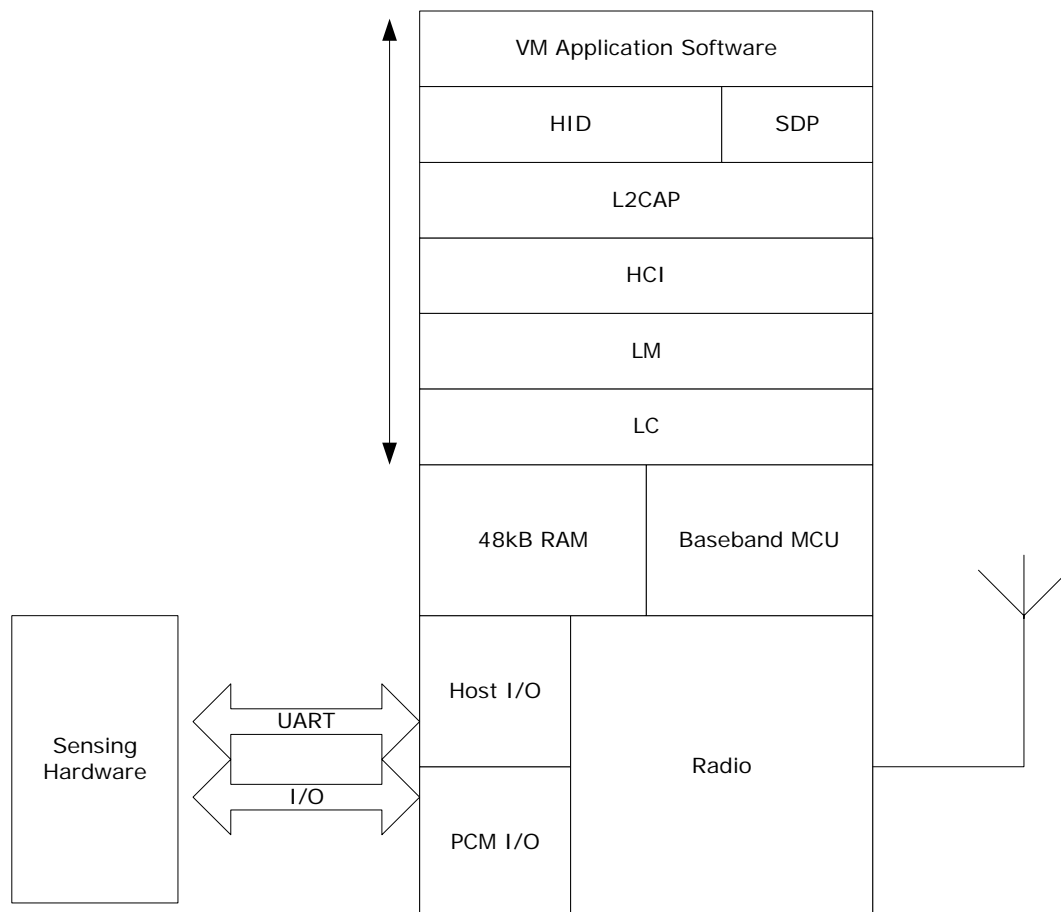 VM Application Software
HID
SDP
L2CAP
HCI
LM
LC
48kB RAM
Baseband MCU
Host I/O
UART
Sensing
Hardware
Radio
I/O
PCM I/O